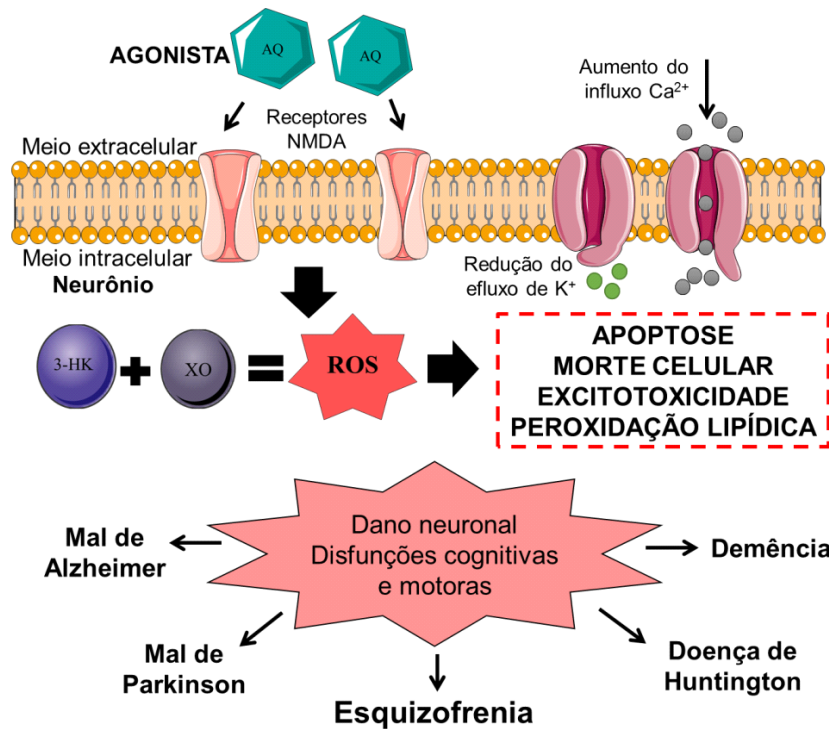 AGONISTA
AQ
AQ
Aumento do
influxo Ca²⁺
Receptores
NMDA
Meio extracelular
Meio intracelular
Neurônio
Redução do
efluxo de K⁺
3-HK
XO
ROS
APOPTOSE
MORTE CELULAR
EXCITOTOXICIDADE
PEROXIDAÇÃO LIPÍDICA
Dano neuronal
Disfunções cognitivas
e motoras
Mal de
Alzheimer
Demência
Mal de
Parkinson
Doença de
Huntington
Esquizofrenia